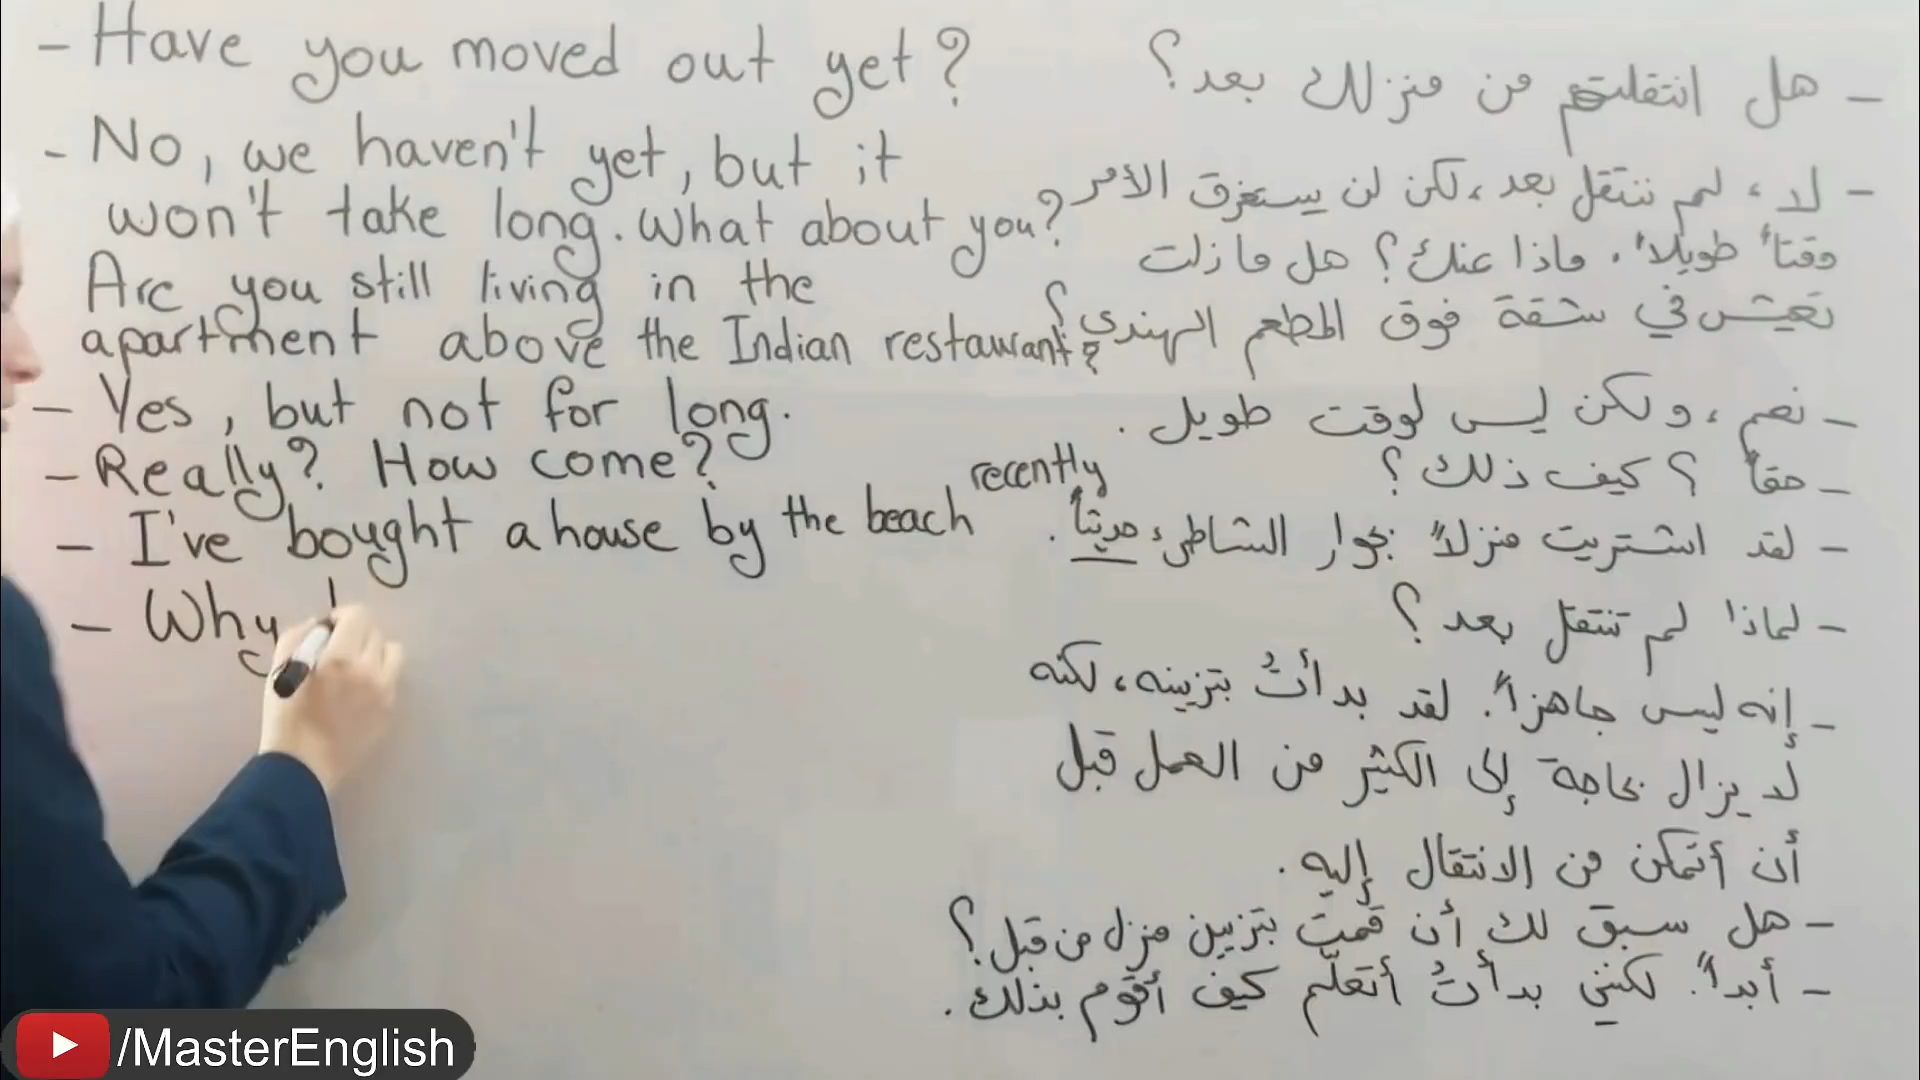 - Have you moved out yet?
- No, we haven't yet, but it
won't take long. What about you?
Are you still living in the
apartment above the Indian restaurant?
- Yes, but not for long.
- Really? How come?
- I've bought a house by the beach recently
- Why
- هل انتقلتم من منزلك بعد؟
- لا، لم ننتقل بعد، لكن لن يستغرق الأمر
وقتاً طويلاً. ماذا عنك؟ هل ما زلت
تعيش في شقة فوق المطعم الهندي؟
- نعم، ولكن ليس لوقت طويل.
- حقاً؟ كيف ذلك؟
- لقد اشتريت منزلاً بجوار الشاطئ حديثاً.
- لماذا لم تنتقل بعد؟
- إنه ليس جاهزاً. لقد بدأتُ بتزيينه، لكنه
لا يزال بحاجة إلى الكثير من العمل قبل
أن أتمكن من الانتقال إليه.
- هل سبق لك أن قمتَ بتزيين منزل من قبل؟
- أبداً. لكنني بدأتُ أتعلّم كيف أقوم بذلك.
/MasterEnglish